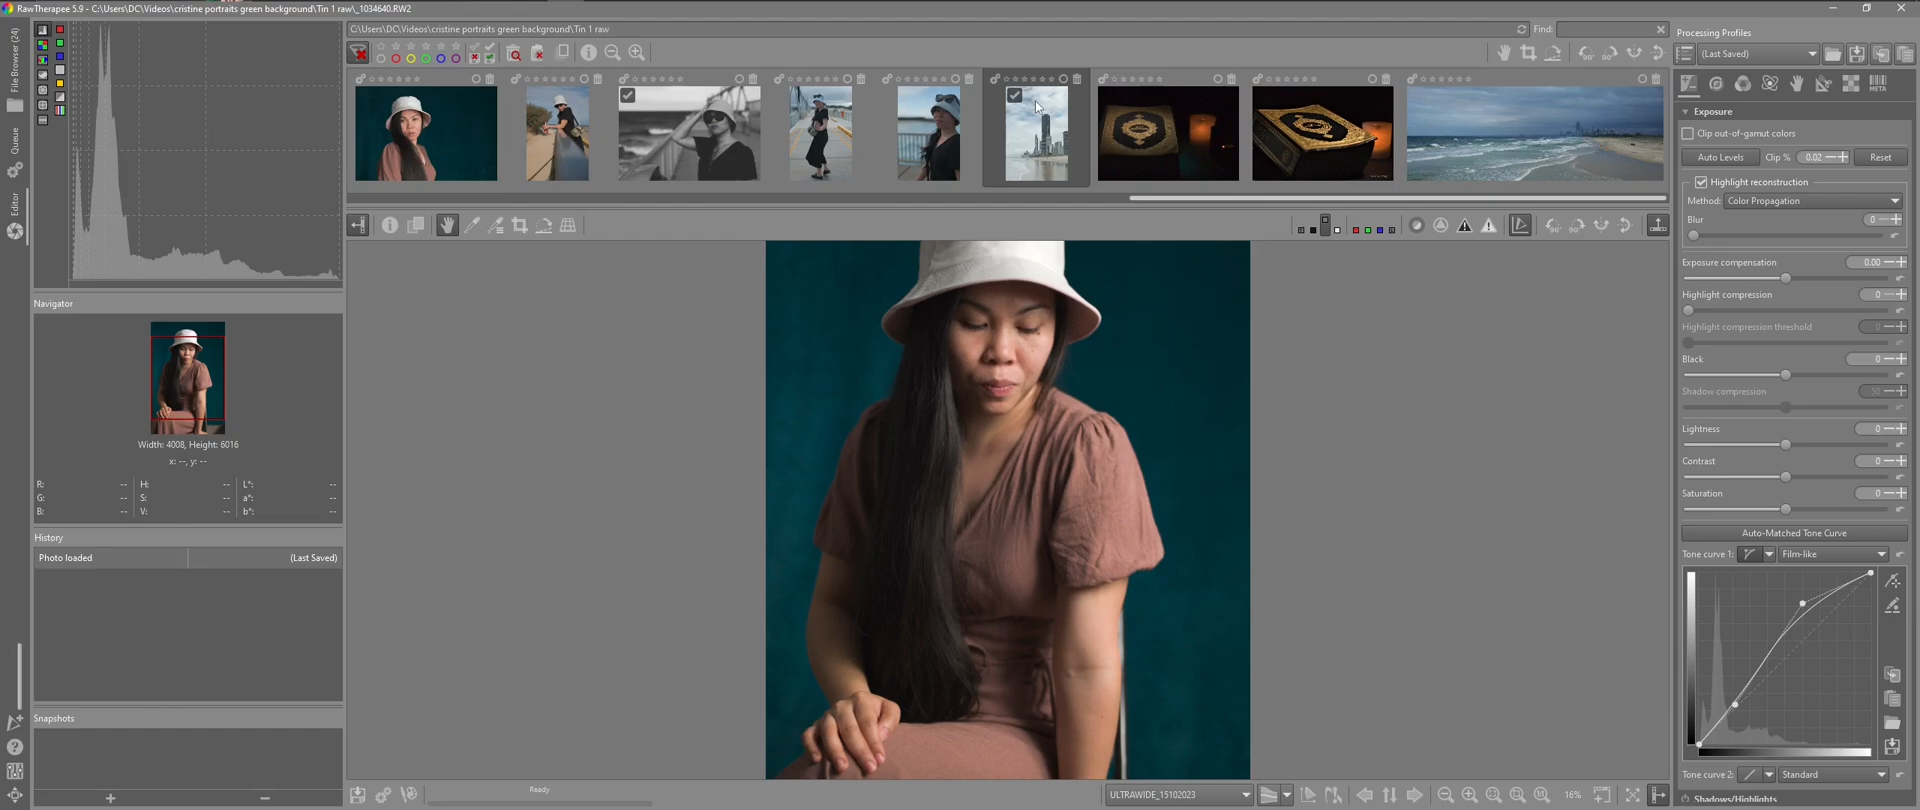 RawTherapee 5.9 - C:\Users\DC\Videos\cristine portraits green background\Tin 1 raw\_1034640.RW2
File Browser (24)
Queue
Editor
C:\Users\DC\Videos\cristine portraits green background\Tin 1 raw
Find:
Navigator
Width: 4008, Height: 6016
x: --, y: --
R: -- H: -- L*: --
G: -- S: -- a*: --
B: -- V: -- b*: --
History
Photo loaded (Last Saved)
Snapshots
Ready
ULTRAWIDE_15102023
16%
Processing Profiles
(Last Saved)
META
Exposure
Clip out-of-gamut colors
Auto Levels Clip % 0.02 Reset
Highlight reconstruction
Method: Color Propagation
Blur 0
Exposure compensation 0.00
Highlight compression 0
Highlight compression threshold 0
Black 0
Shadow compression 50
Lightness 0
Contrast 0
Saturation 0
Auto-Matched Tone Curve
Tone curve 1: Film-like
Tone curve 2: Standard
Shadows/Highlights